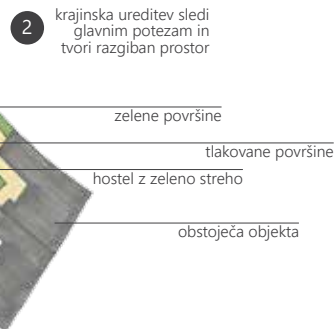 2
krajinska ureditev sledi
glavnim potezam in
tvori razgiban prostor
zelene površine
tlakovane površine
hostel z zeleno streho
obstoječa objekta